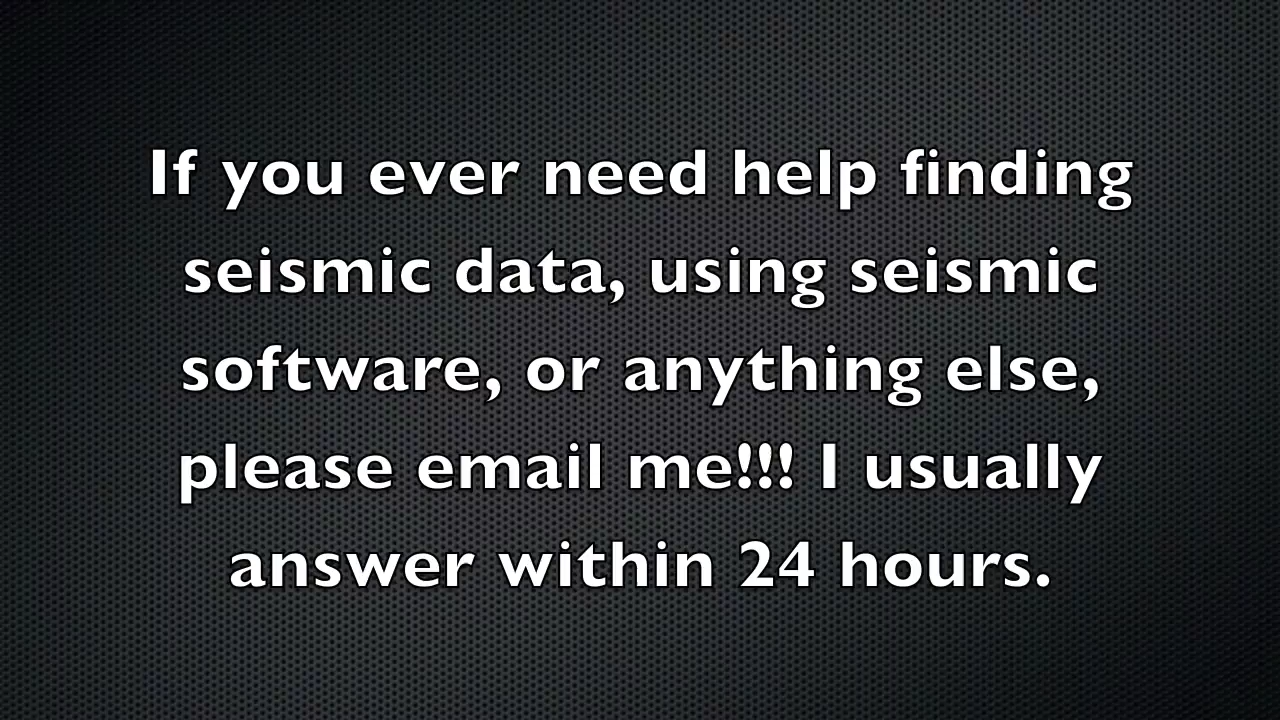 If you ever need help finding
seismic data, using seismic
software, or anything else,
please email me!!! I usually
answer within 24 hours.